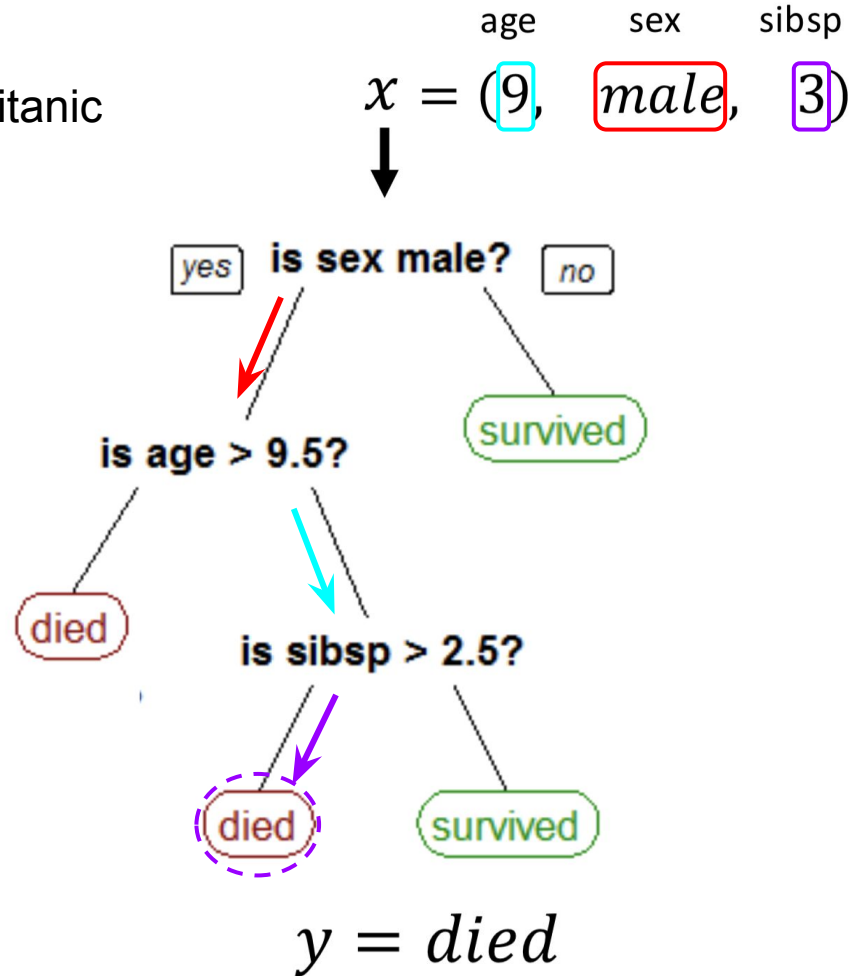 age sex sibsp
itanic x = (9, male, 3)
yes is sex male? no
survived
is age > 9.5?
died
is sibsp > 2.5?
died survived
y = died